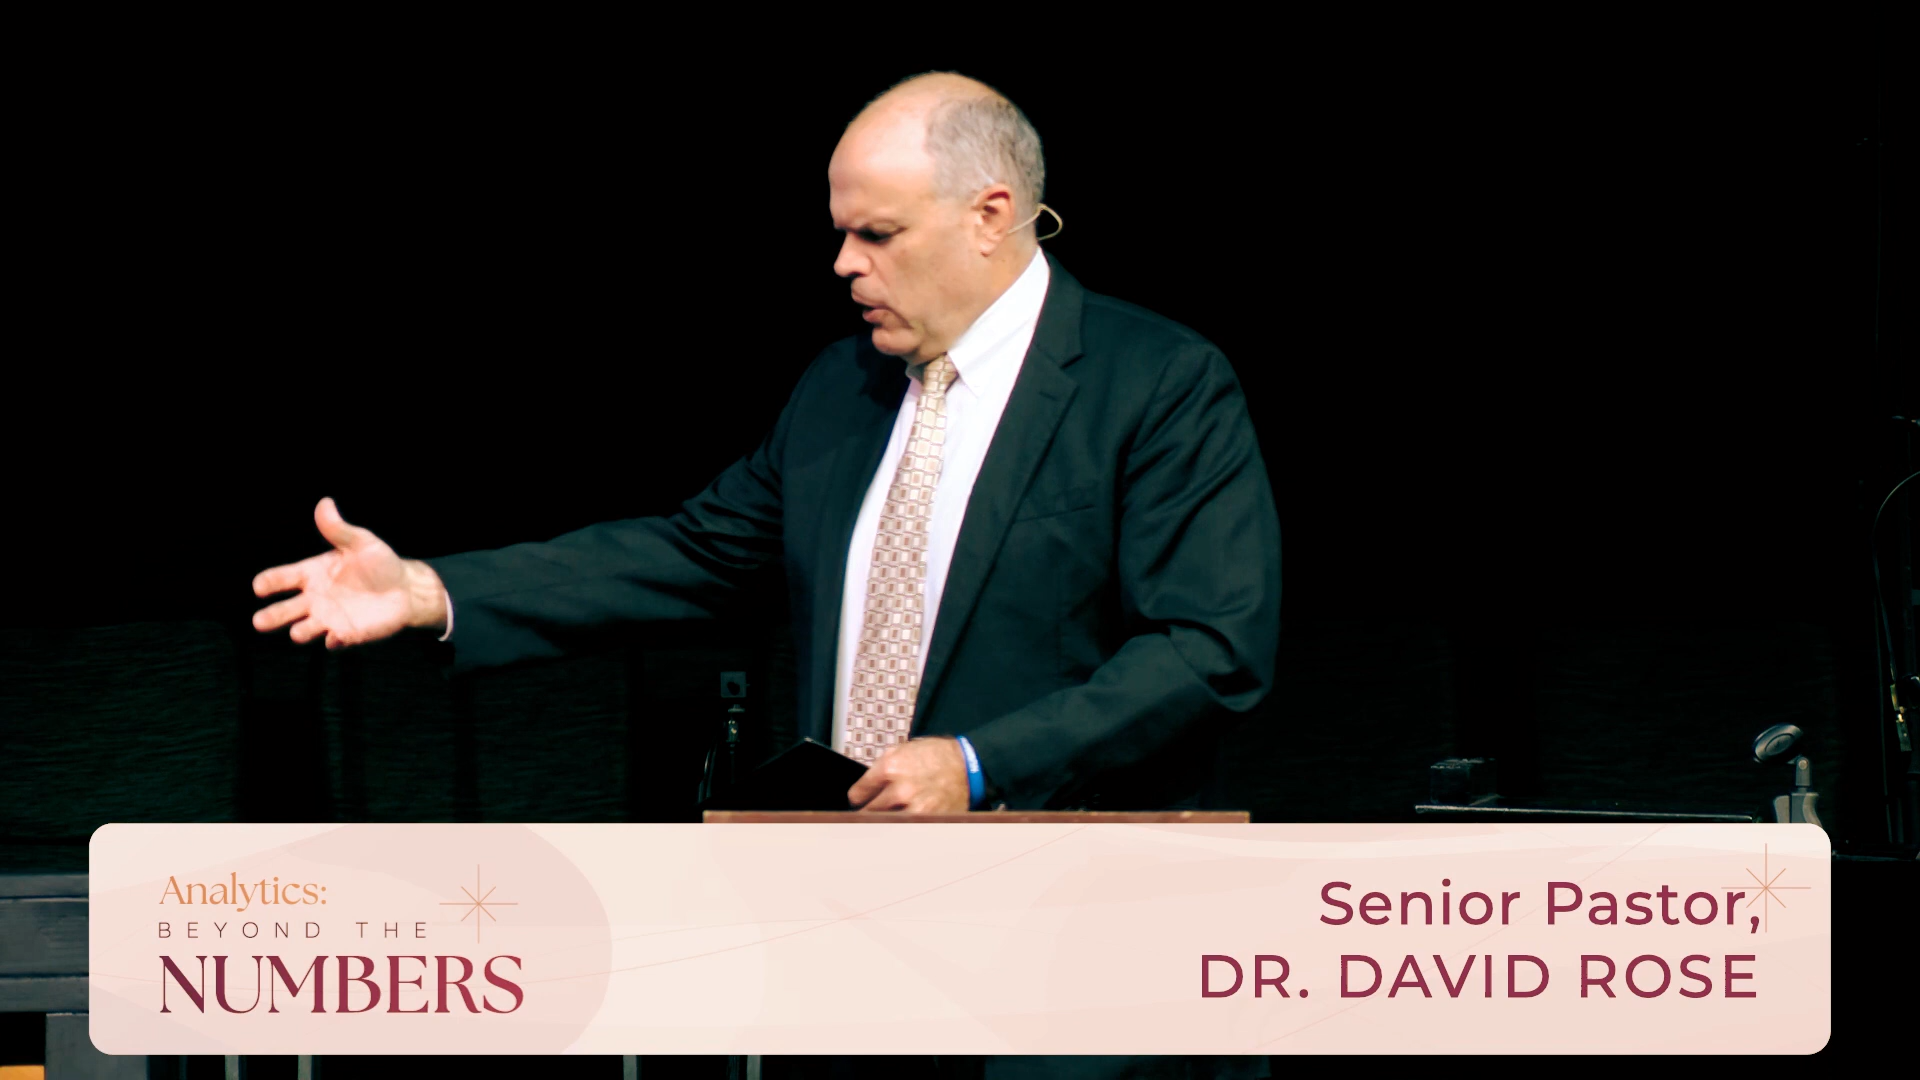 Analytics:
BEYOND THE
NUMBERS
Senior Pastor,
DR. DAVID ROSE